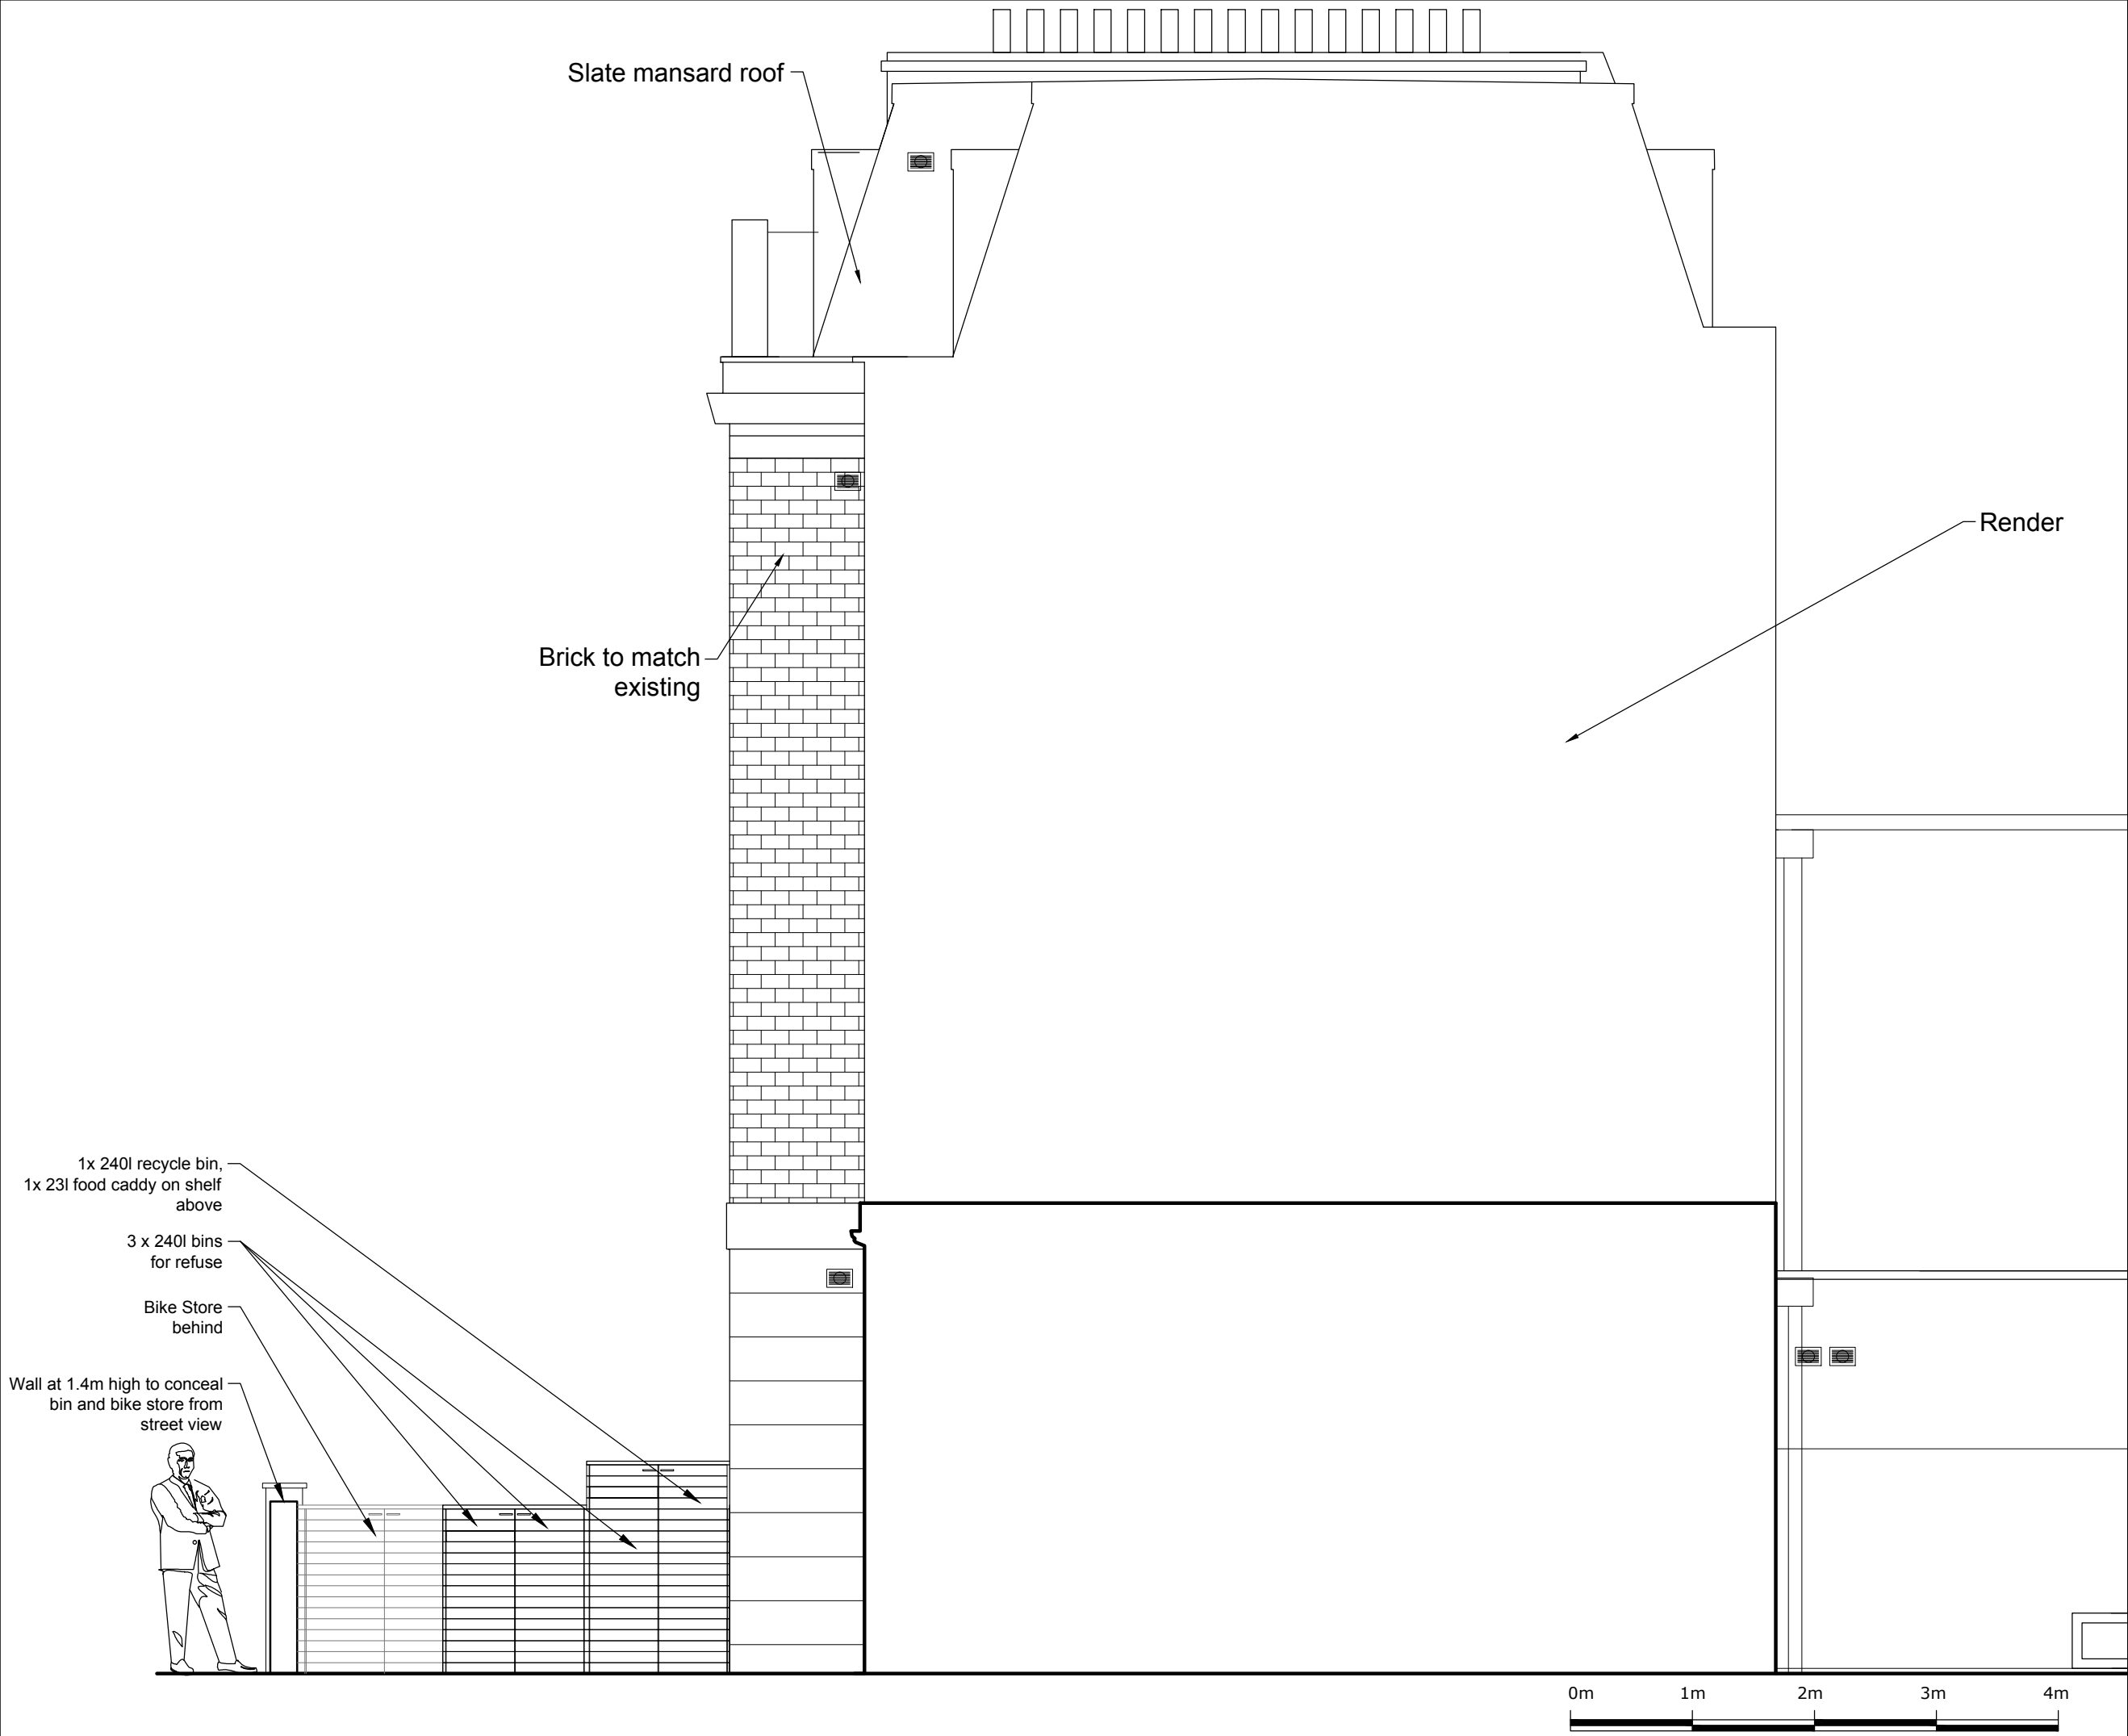 Slate mansard roof
Render
Brick to match
existing
1x 240l recycle bin,
1x 23l food caddy on shelf
above
3 x 240l bins
for refuse
Bike Store
behind
Wall at 1.4m high to conceal
bin and bike store from
street view
0m 1m 2m 3m 4m